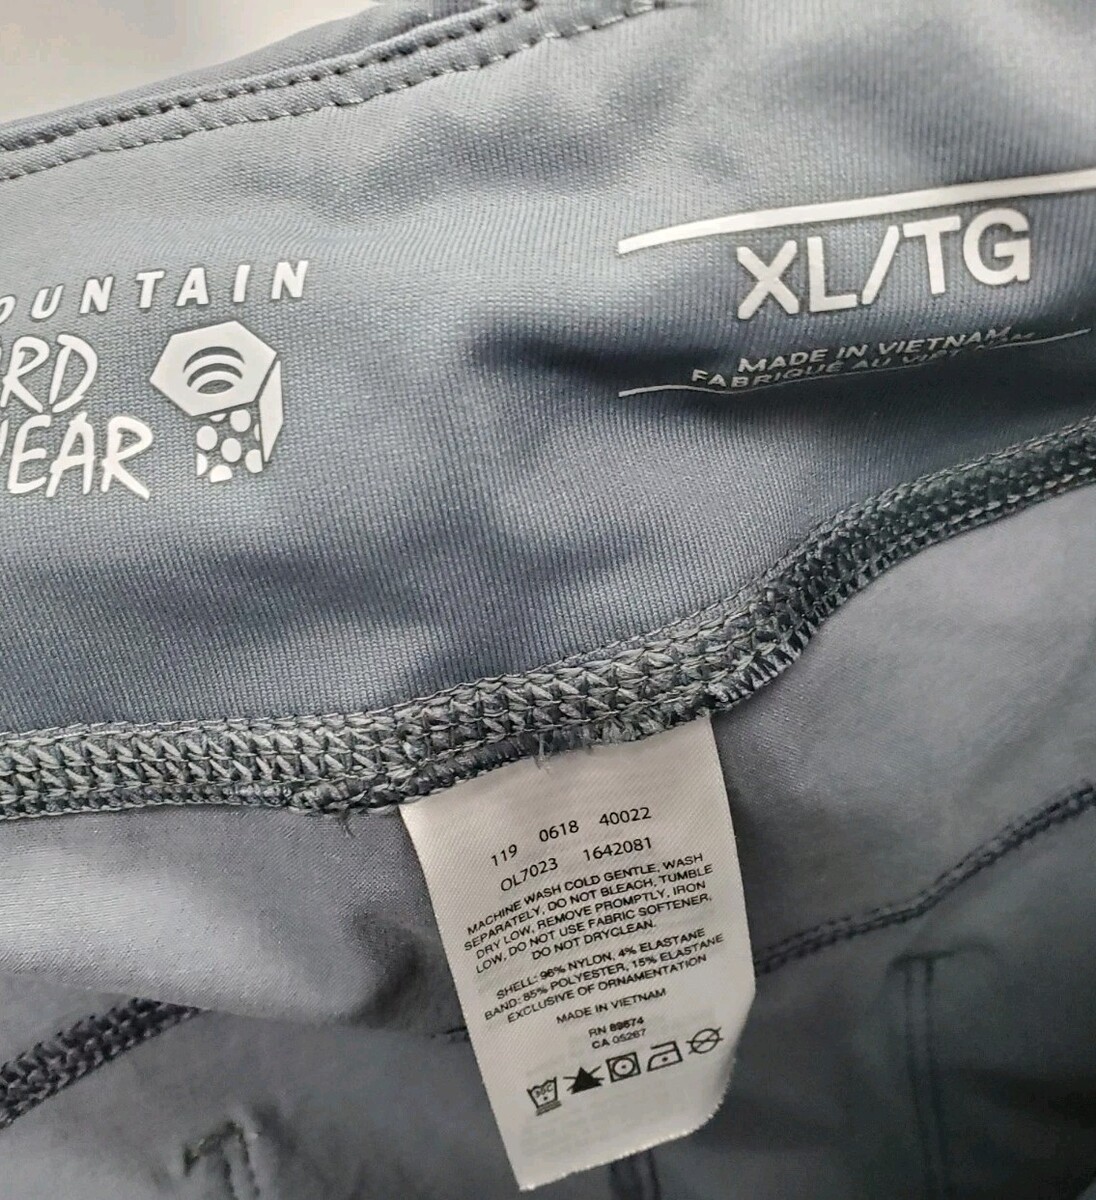 OUNTAIN
RD
EAR
XL/TG
MADE IN VIETNAM
FABRIQUE AU VIETNAM
119 0618 40022
OL7023 1642081
MACHINE WASH COLD GENTLE, WASH
SEPARATELY, DO NOT BLEACH, TUMBLE
DRY LOW, REMOVE PROMPTLY, IRON
LOW, DO NOT USE FABRIC SOFTENER,
DO NOT DRYCLEAN.
SHELL: 96% NYLON, 4% ELASTANE
BAND: 85% POLYESTER, 15% ELASTANE
EXCLUSIVE OF ORNAMENTATION
MADE IN VIETNAM
RN 69674
CA 05267
30C